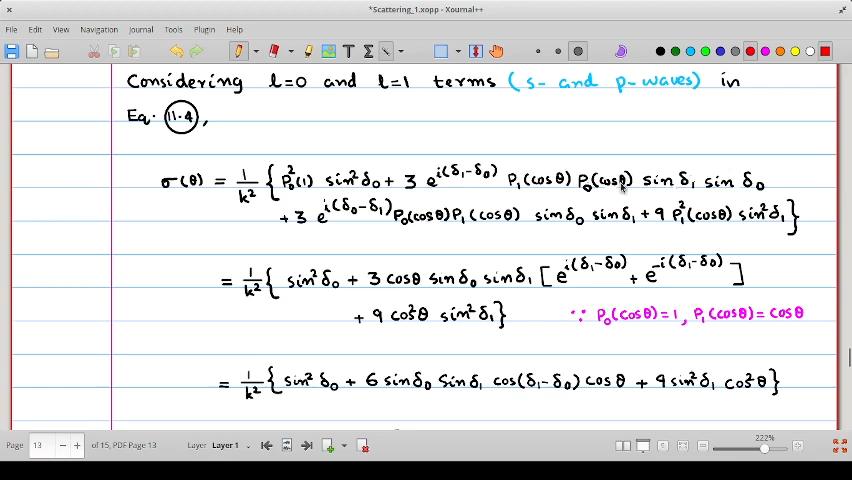 *Scattering_1.xopp - Xournal++
File Edit View Navigation Journal Tools Plugin Help
Considering l=0 and l=1 terms (s- and p-waves) in
Eq. 11.4,
σ(θ) = 1/k² { P₀²(1) sin²δ₀ + 3 e^{i(δ₁-δ₀)} P₁(cosθ) P₀(cosθ) sinδ₁ sin δ₀
+ 3 e^{i(δ₀-δ₁)} P₀(cosθ) P₁(cosθ) sinδ₀ sinδ₁ + 9 P₁²(cosθ) sin²δ₁ }
= 1/k² { sin²δ₀ + 3 cosθ sinδ₀ sinδ₁ [ e^{i(δ₁-δ₀)} + e^{-i(δ₁-δ₀)} ]
+ 9 cos²θ sin²δ₁ } ∵ P₀(cosθ)=1, P₁(cosθ)=cosθ
= 1/k² { sin²δ₀ + 6 sinδ₀ sinδ₁ cos(δ₁-δ₀) cosθ + 9 sin²δ₁ cos²θ }
Page 13 of 15, PDF Page 13 Layer Layer 1 222%